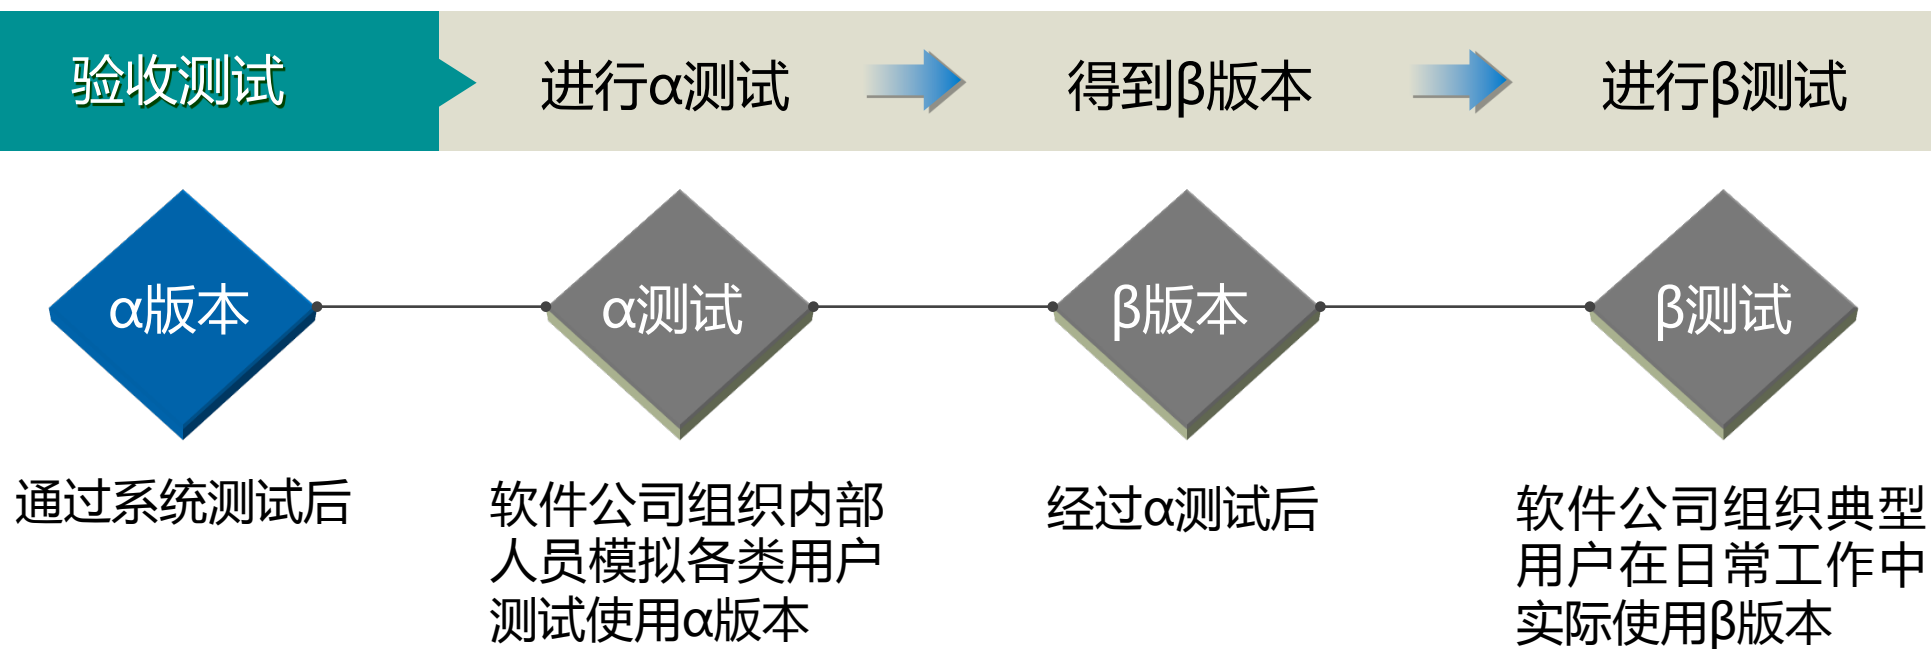 验收测试
进行α测试
得到β版本
进行β测试
α版本
α测试
β版本
β测试
通过系统测试后
软件公司组织内部
人员模拟各类用户
测试使用α版本
经过α测试后
软件公司组织典型
用户在日常工作中
实际使用β版本